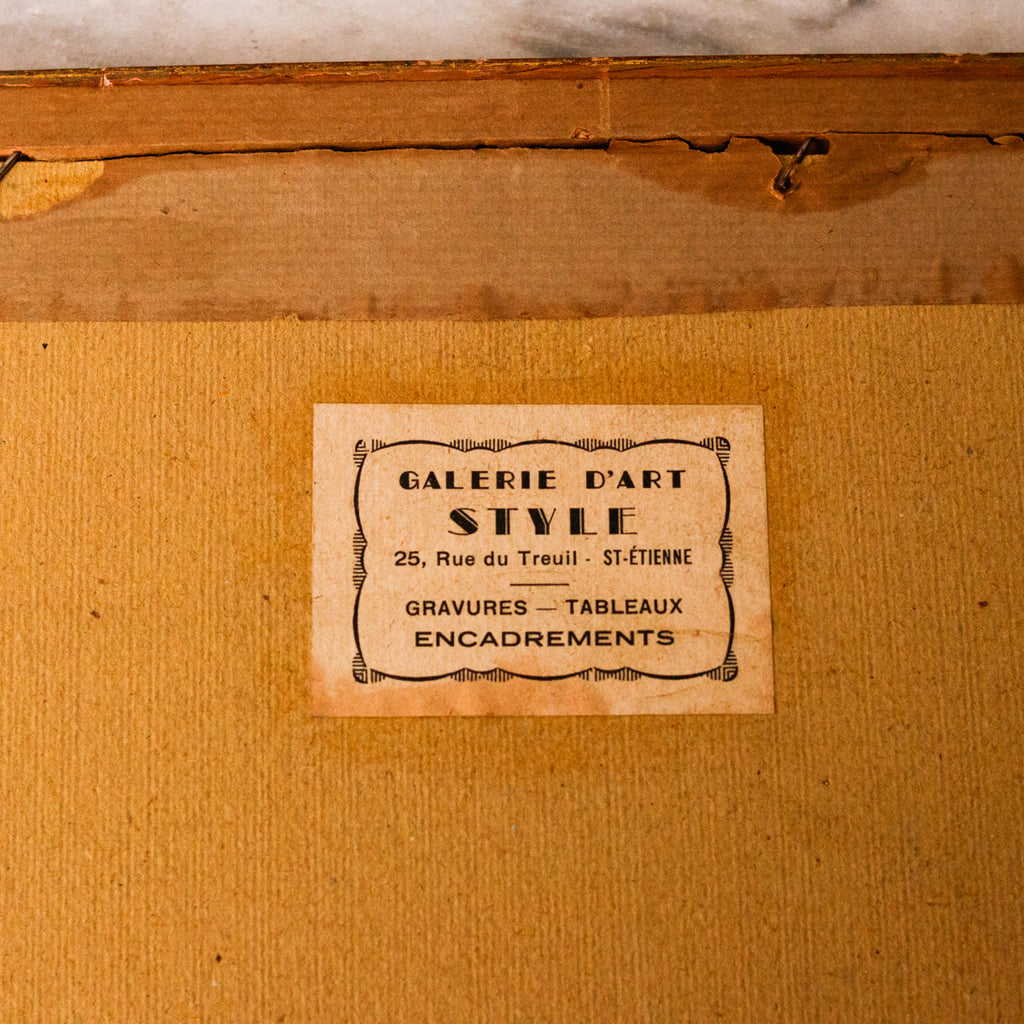 GALERIE D'ART
STYLE
25, Rue du Treuil - ST-ÉTIENNE
GRAVURES — TABLEAUX
ENCADREMENTS